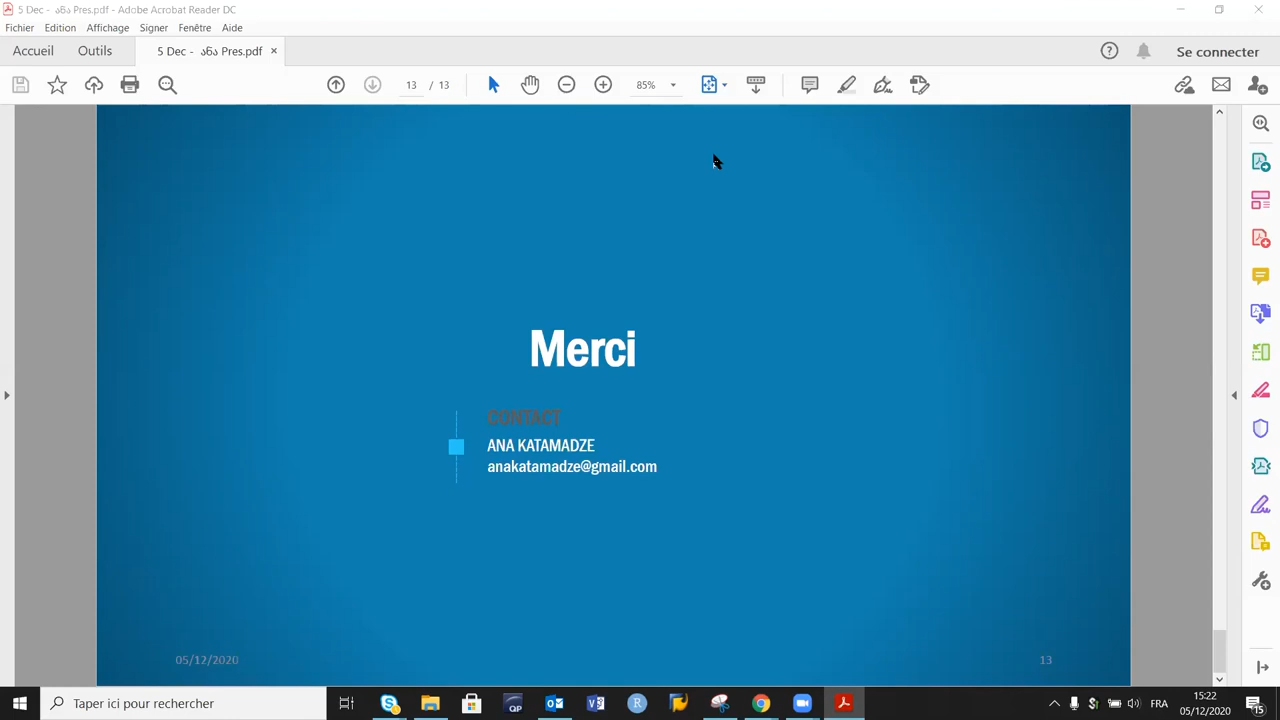 5 Dec - ანა Pres.pdf - Adobe Acrobat Reader DC
Fichier Edition Affichage Signer Fenêtre Aide
Accueil Outils 5 Dec - ანა Pres.pdf × Se connecter
13 / 13 85%
Merci
CONTACT
ANA KATAMADZE
anakatamadze@gmail.com
05/12/2020 13
Taper ici pour rechercher
QP
R
FRA
15:22
05/12/2020
15